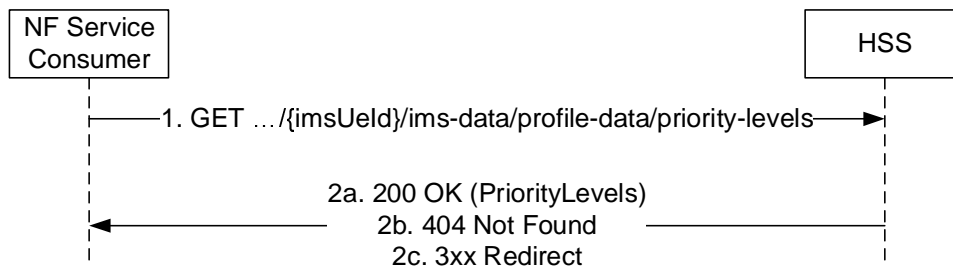 NF Service
Consumer
HSS
1. GET …/{imsUeId}/ims-data/profile-data/priority-levels
2a. 200 OK (PriorityLevels)
2b. 404 Not Found
2c. 3xx Redirect